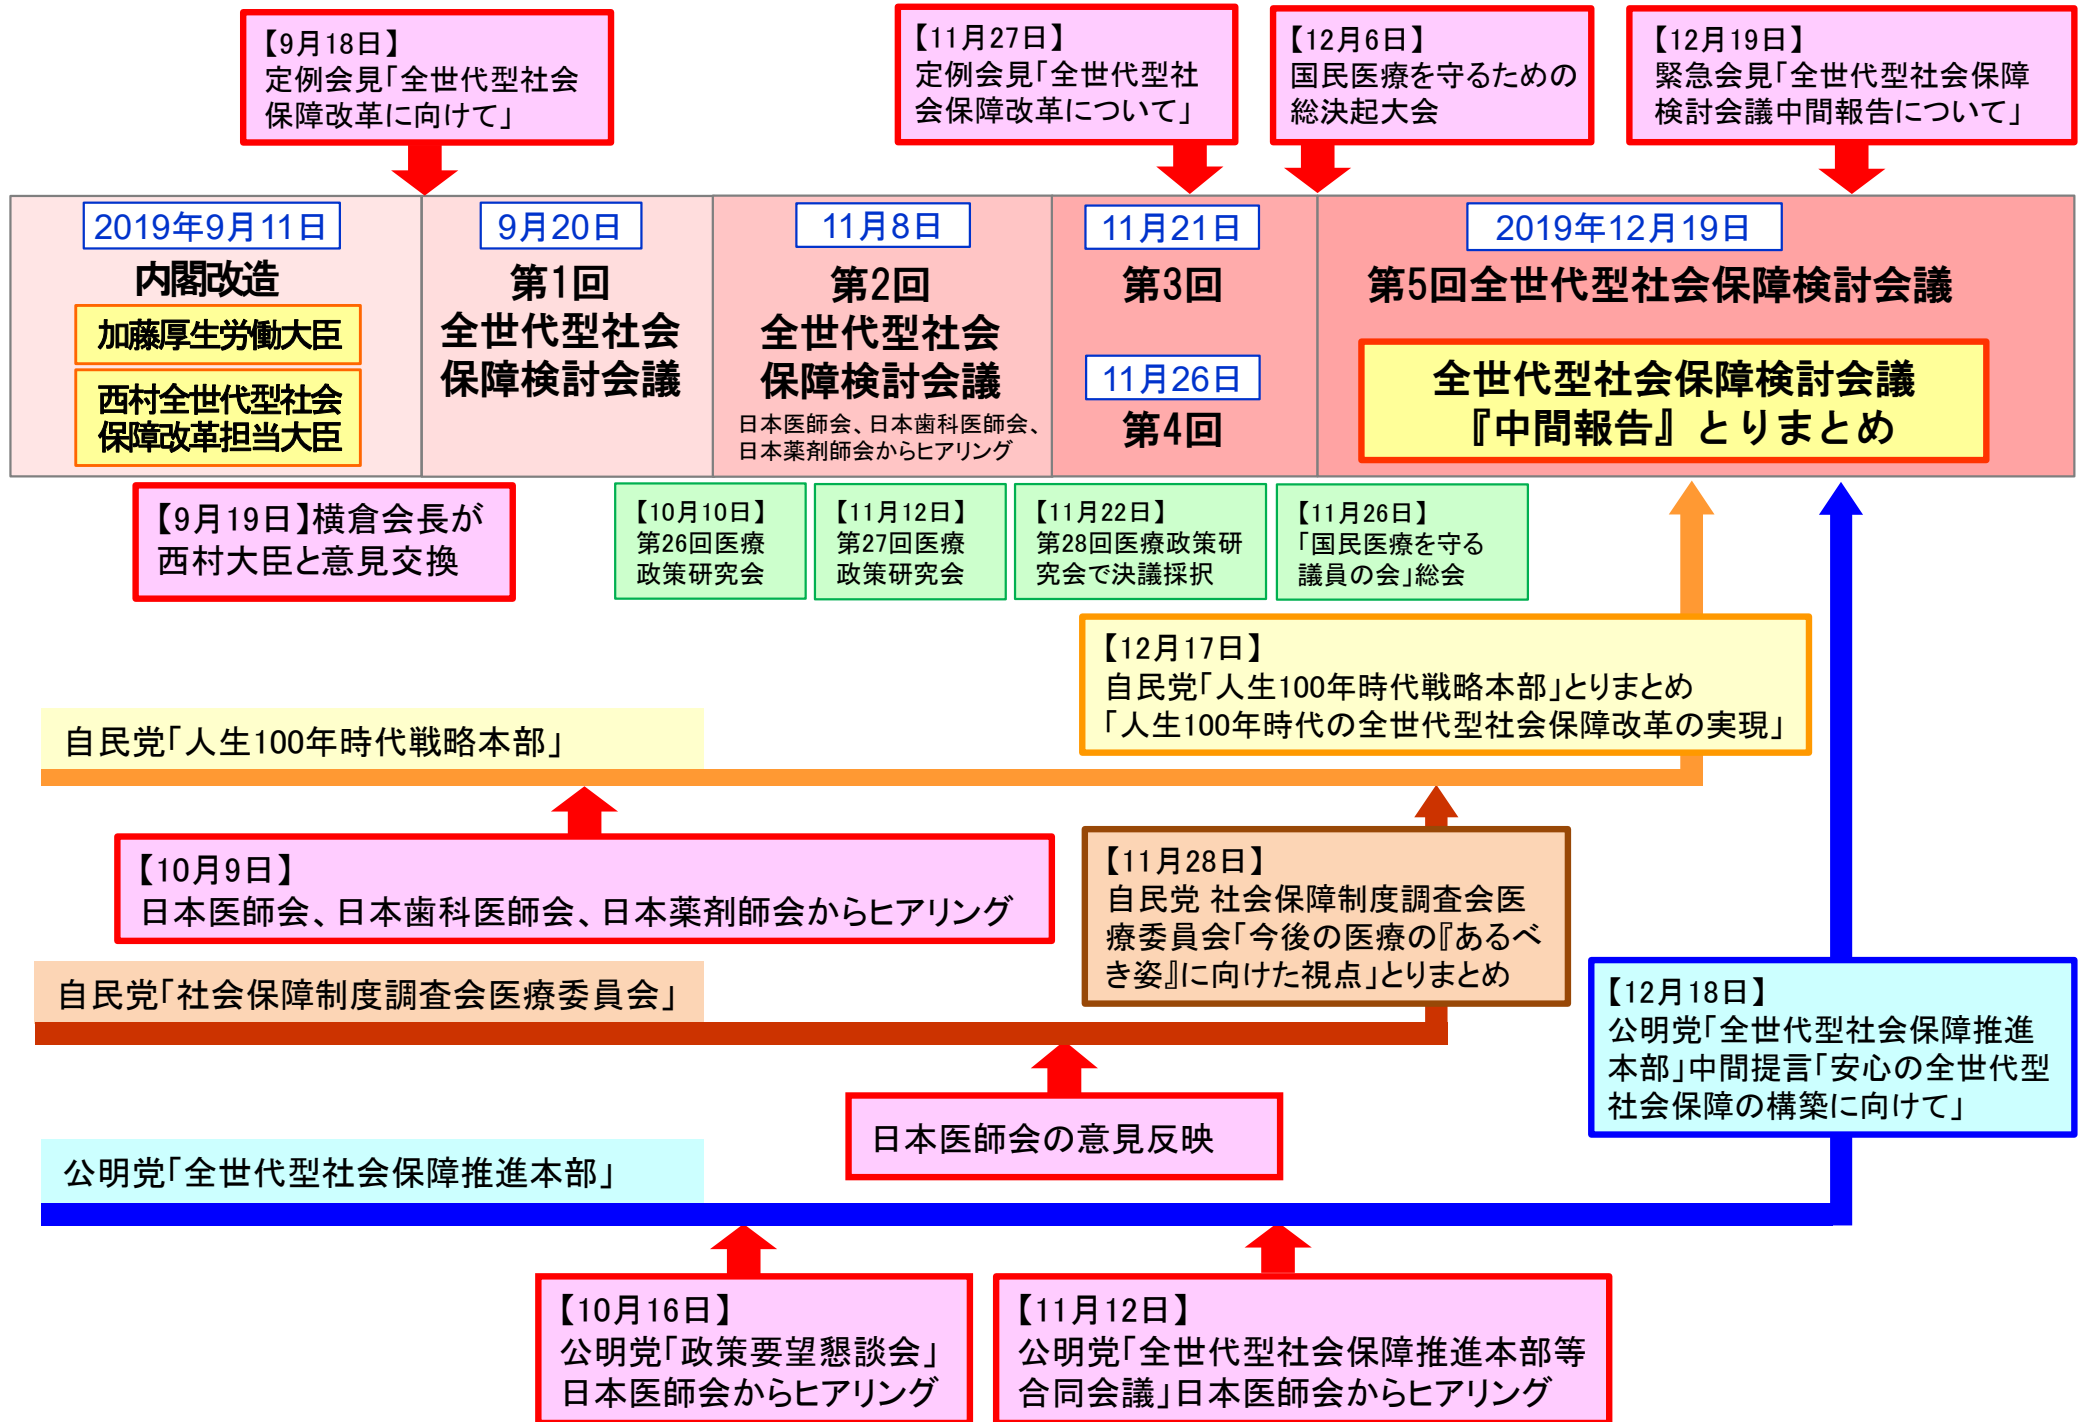 【9月18日】
定例会見「全世代型社会
保障改革に向けて」
【11月27日】
定例会見「全世代型社
会保障改革について」
【12月6日】
国民医療を守るための
総決起大会
【12月19日】
緊急会見「全世代型社会保障
検討会議中間報告について」
2019年9月11日
内閣改造
加藤厚生労働大臣
西村全世代型社会
保障改革担当大臣
9月20日
第1回
全世代型社会
保障検討会議
11月8日
第2回
全世代型社会
保障検討会議
日本医師会、日本歯科医師会、
日本薬剤師会からヒアリング
11月21日
第3回
11月26日
第4回
2019年12月19日
第5回全世代型社会保障検討会議
全世代型社会保障検討会議
『中間報告』とりまとめ
【9月19日】横倉会長が
西村大臣と意見交換
【10月10日】
第26回医療
政策研究会
【11月12日】
第27回医療
政策研究会
【11月22日】
第28回医療政策研
究会で決議採択
【11月26日】
「国民医療を守る
議員の会」総会
【12月17日】
自民党「人生100年時代戦略本部」とりまとめ
「人生100年時代の全世代型社会保障改革の実現」
自民党「人生100年時代戦略本部」
【10月9日】
日本医師会、日本歯科医師会、日本薬剤師会からヒアリング
【11月28日】
自民党 社会保障制度調査会医
療委員会「今後の医療の『あるべ
き姿』に向けた視点」とりまとめ
自民党「社会保障制度調査会医療委員会」
【12月18日】
公明党「全世代型社会保障推進
本部」中間提言「安心の全世代型
社会保障の構築に向けて」
日本医師会の意見反映
公明党「全世代型社会保障推進本部」
【10月16日】
公明党「政策要望懇談会」
日本医師会からヒアリング
【11月12日】
公明党「全世代型社会保障推進本部等
合同会議」日本医師会からヒアリング